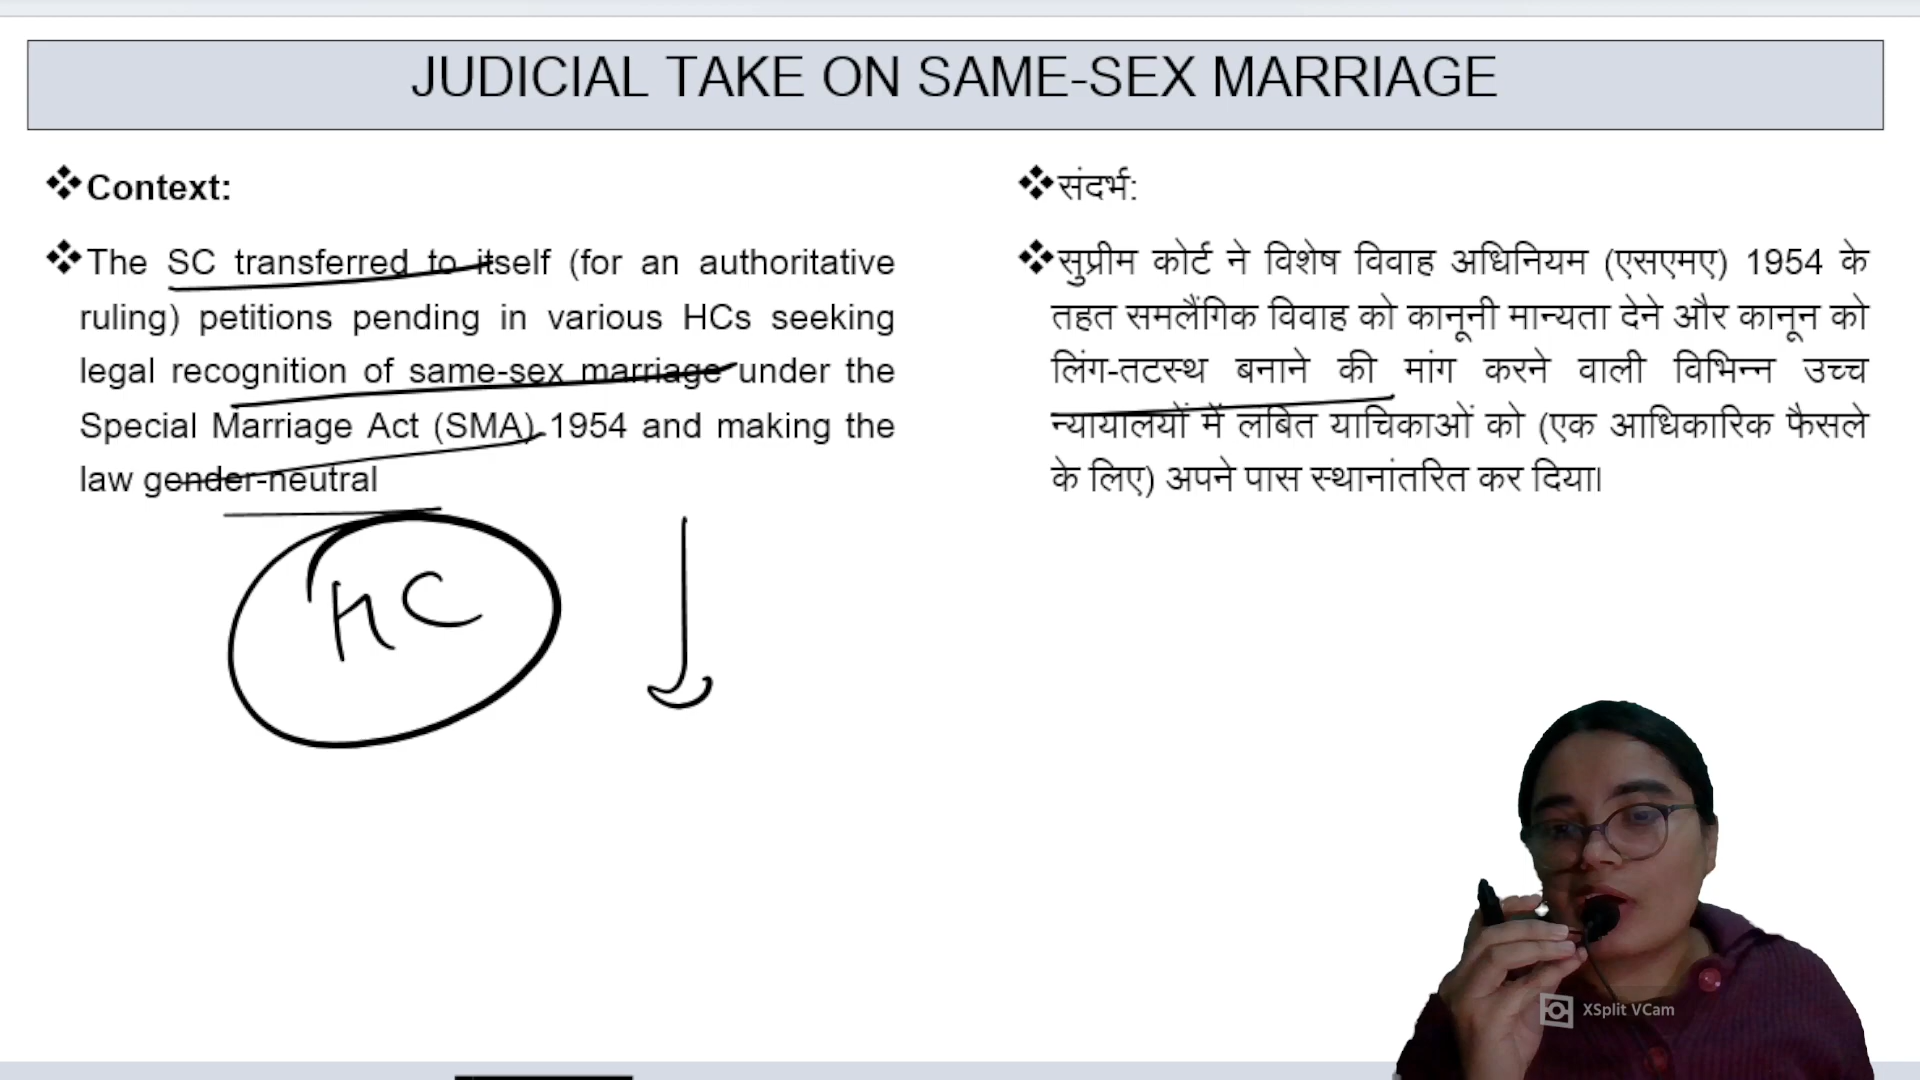 JUDICIAL TAKE ON SAME-SEX MARRIAGE
❖Context:
❖The SC transferred to itself (for an authoritative
ruling) petitions pending in various HCs seeking
legal recognition of same-sex marriage under the
Special Marriage Act (SMA) 1954 and making the
law gender-neutral
HC
❖संदर्भ:
❖सुप्रीम कोर्ट ने विशेष विवाह अधिनियम (एसएमए) 1954 के
तहत समलैंगिक विवाह को कानूनी मान्यता देने और कानून को
लिंग-तटस्थ बनाने की मांग करने वाली विभिन्न उच्च
न्यायालयों में लंबित याचिकाओं को (एक आधिकारिक फैसले
के लिए) अपने पास स्थानांतरित कर दिया।
XSplit VCam